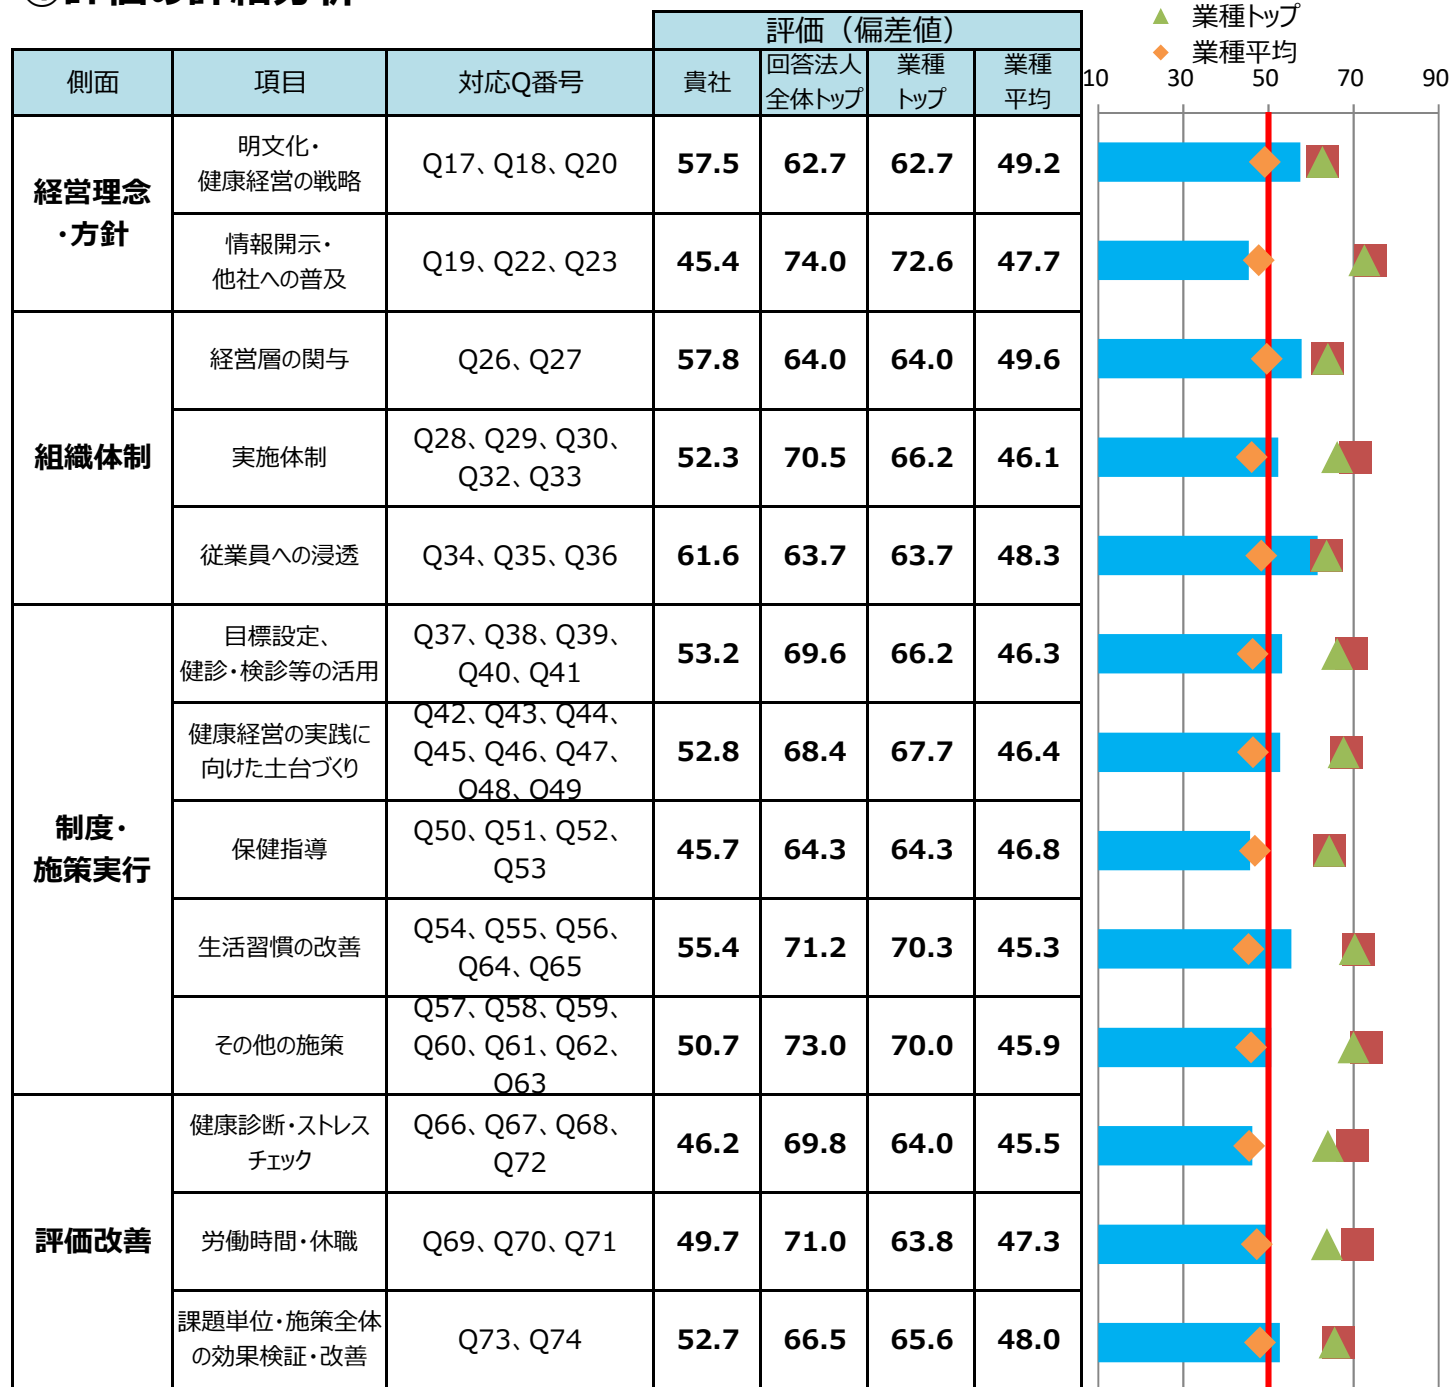 ①評価の詳細分析
▲ 業種トップ
◆ 業種平均
評価（偏差値）
側面 項目 対応Q番号 貴社 回答法人全体トップ 業種トップ 業種平均
10 30 50 70 90
経営理念・方針
明文化・健康経営の戦略 Q17、Q18、Q20 57.5 62.7 62.7 49.2
情報開示・他社への普及 Q19、Q22、Q23 45.4 74.0 72.6 47.7
組織体制
経営層の関与 Q26、Q27 57.8 64.0 64.0 49.6
実施体制 Q28、Q29、Q30、Q32、Q33 52.3 70.5 66.2 46.1
従業員への浸透 Q34、Q35、Q36 61.6 63.7 63.7 48.3
制度・施策実行
目標設定、健診・検診等の活用 Q37、Q38、Q39、Q40、Q41 53.2 69.6 66.2 46.3
健康経営の実践に向けた土台づくり Q42、Q43、Q44、Q45、Q46、Q47、Q48、Q49 52.8 68.4 67.7 46.4
保健指導 Q50、Q51、Q52、Q53 45.7 64.3 64.3 46.8
生活習慣の改善 Q54、Q55、Q56、Q64、Q65 55.4 71.2 70.3 45.3
その他の施策 Q57、Q58、Q59、Q60、Q61、Q62、Q63 50.7 73.0 70.0 45.9
評価改善
健康診断・ストレスチェック Q66、Q67、Q68、Q72 46.2 69.8 64.0 45.5
労働時間・休職 Q69、Q70、Q71 49.7 71.0 63.8 47.3
課題単位・施策全体の効果検証・改善 Q73、Q74 52.7 66.5 65.6 48.0